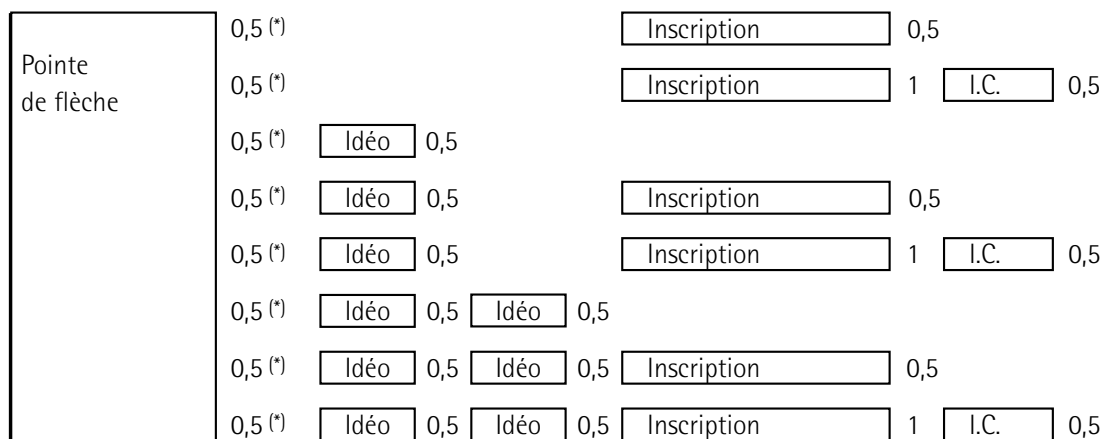 Pointe
de flèche
0,5 (*) Inscription 0,5
0,5 (*) Inscription 1 I.C. 0,5
0,5 (*) Idéo 0,5
0,5 (*) Idéo 0,5 Inscription 0,5
0,5 (*) Idéo 0,5 Inscription 1 I.C. 0,5
0,5 (*) Idéo 0,5 Idéo 0,5
0,5 (*) Idéo 0,5 Idéo 0,5 Inscription 0,5
0,5 (*) Idéo 0,5 Idéo 0,5 Inscription 1 I.C. 0,5